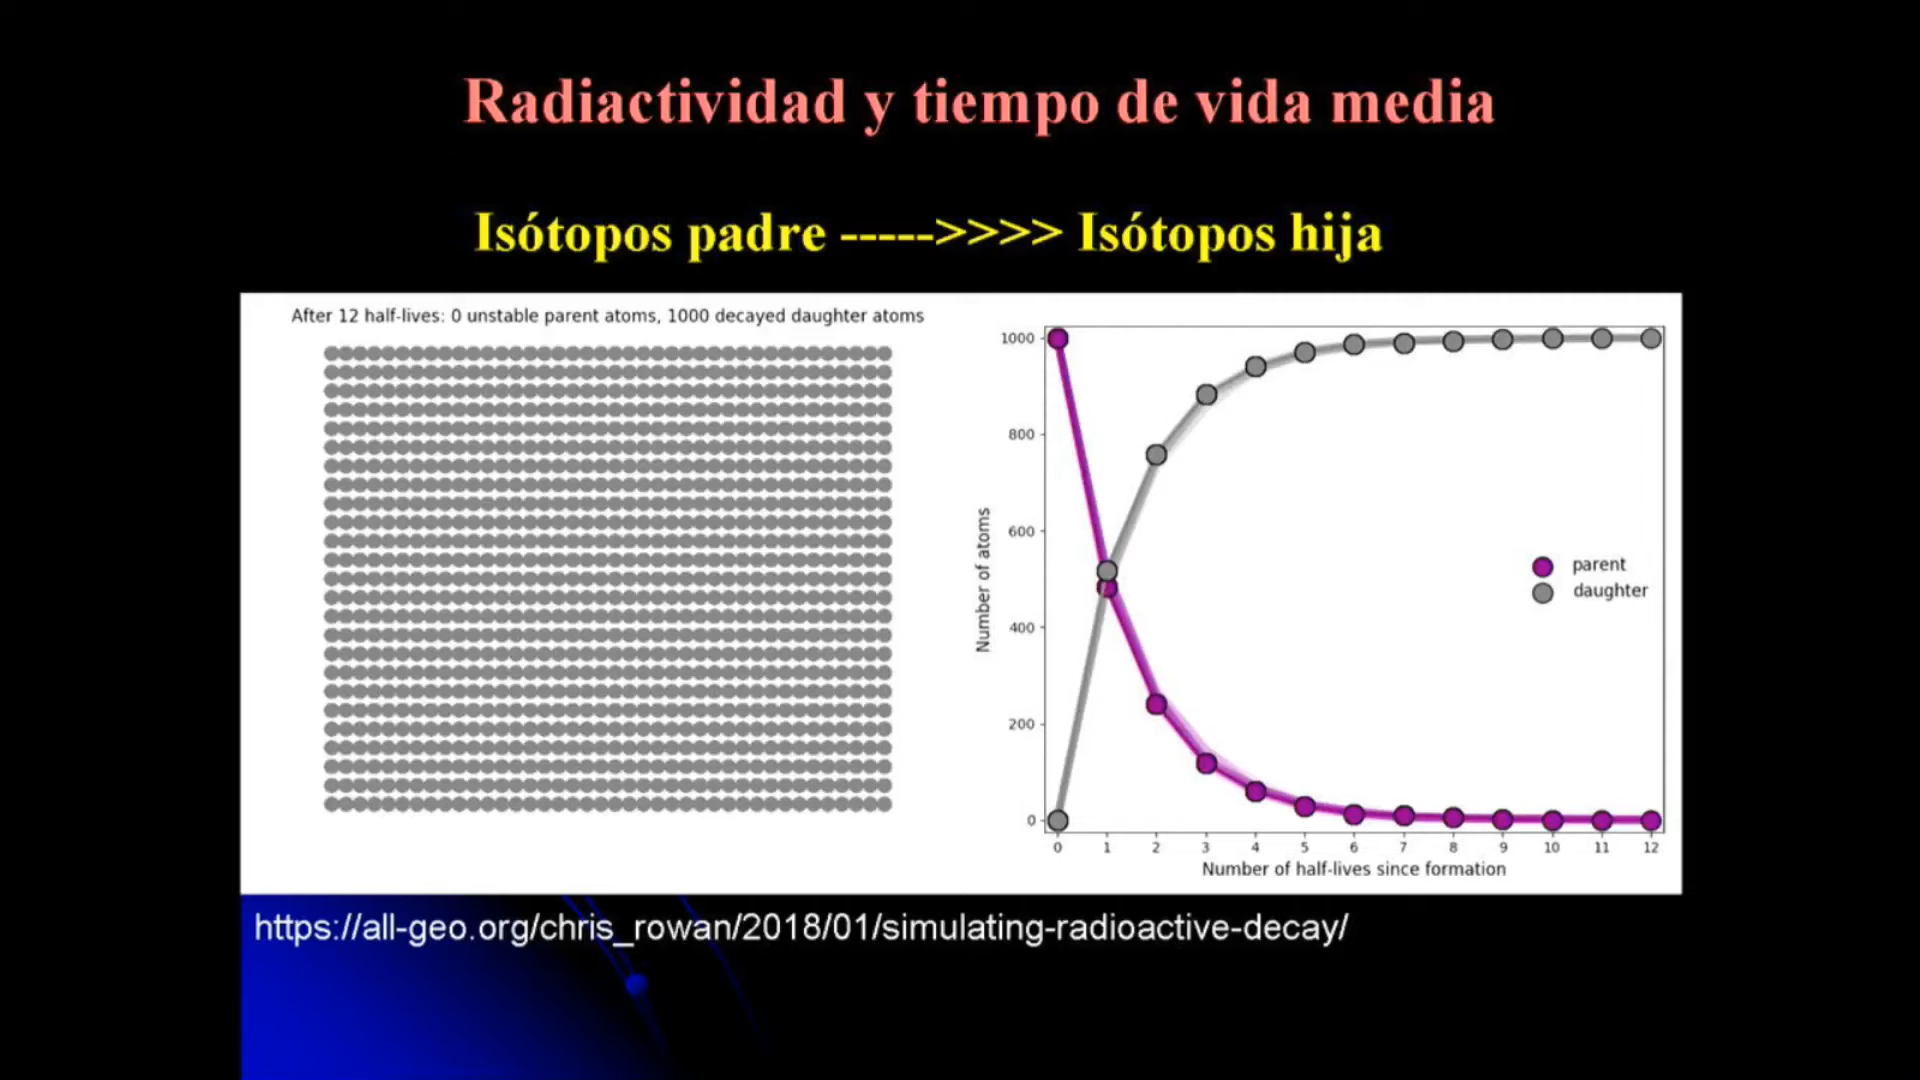 Radiactividad y tiempo de vida media
Isótopos padre ----->>>> Isótopos hija
After 12 half-lives: 0 unstable parent atoms, 1000 decayed daughter atoms
1000
800
600
400
200
0
Number of atoms
parent
daughter
0 1 2 3 4 5 6 7 8 9 10 11 12
Number of half-lives since formation
https://all-geo.org/chris_rowan/2018/01/simulating-radioactive-decay/